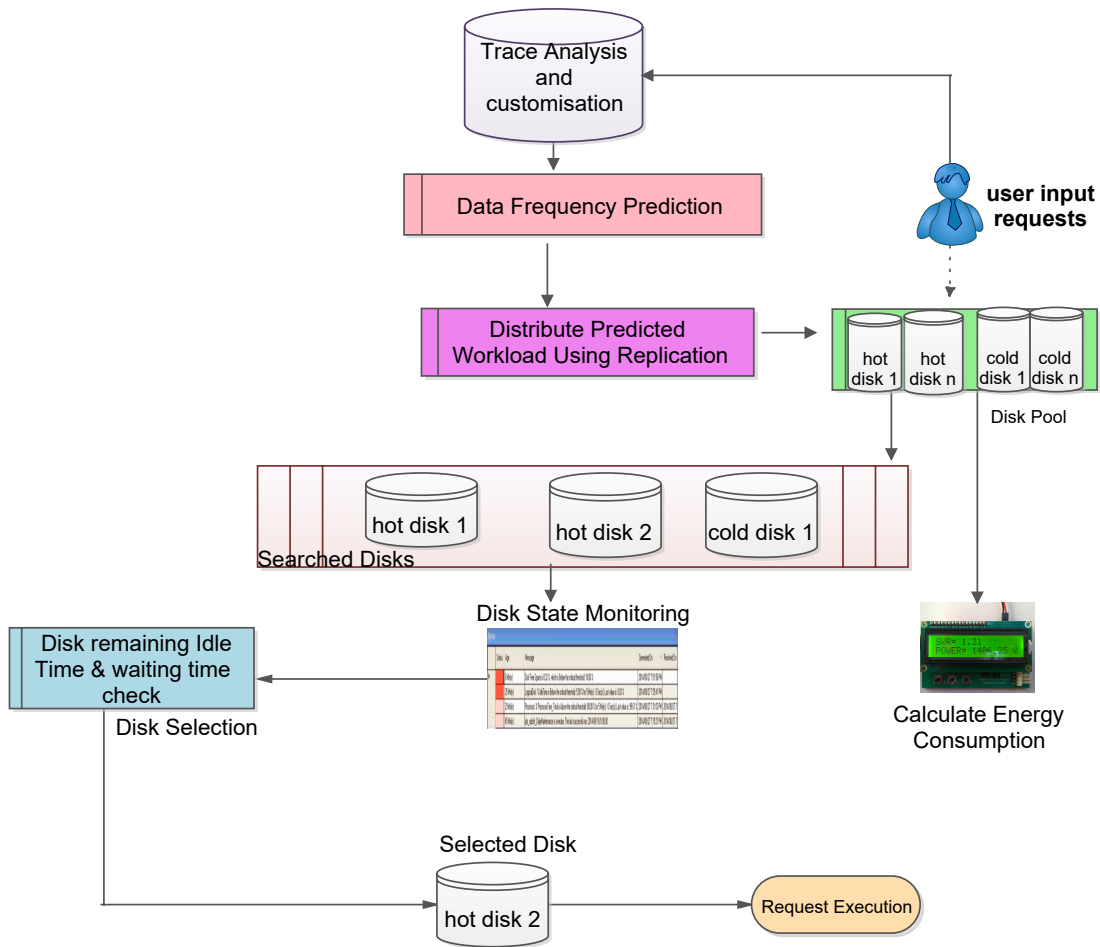 Trace Analysis
and
customisation
Data Frequency Prediction
user input
requests
Distribute Predicted
Workload Using Replication
hot
disk 1
hot
disk n
cold
disk 1
cold
disk n
Disk Pool
hot disk 1
hot disk 2
cold disk 1
Searched Disks
Disk State Monitoring
Status Age Message
Disk remaining Idle
Time & waiting time
check
Disk Selection
SWR= 1.31
Calculate Energy
Consumption
Selected Disk
hot disk 2
Request Execution